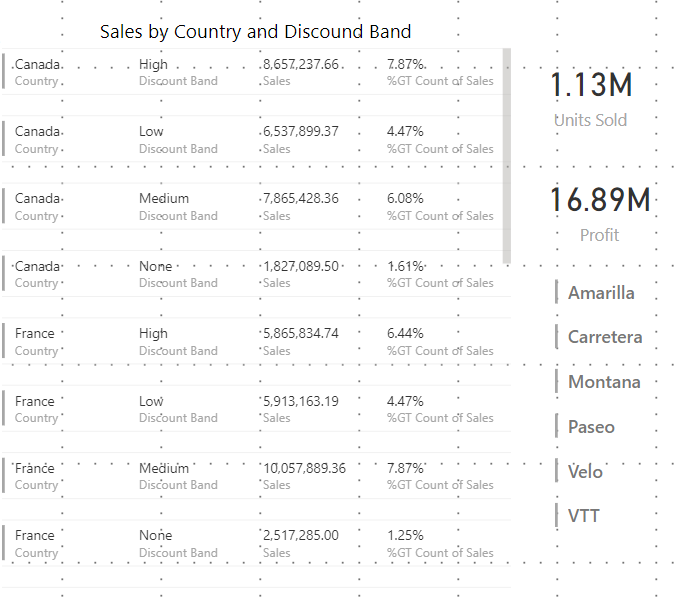 Sales by Country and Discound Band
Canada High 8,657,237.66 7.87%
Country Discount Band Sales %GT Count of Sales
Canada Low 6,537,899.37 4.47%
Country Discount Band Sales %GT Count of Sales
Canada Medium 7,865,428.36 6.08%
Country Discount Band Sales %GT Count of Sales
Canada None 1,827,089.50 1.61%
Country Discount Band Sales %GT Count of Sales
France High 5,865,834.74 6.44%
Country Discount Band Sales %GT Count of Sales
France Low 5,913,163.19 4.47%
Country Discount Band Sales %GT Count of Sales
France Medium 10,057,889.36 7.87%
Country Discount Band Sales %GT Count of Sales
France None 2,517,285.00 1.25%
Country Discount Band Sales %GT Count of Sales
1.13M
Units Sold
16.89M
Profit
Amarilla
Carretera
Montana
Paseo
Velo
VTT